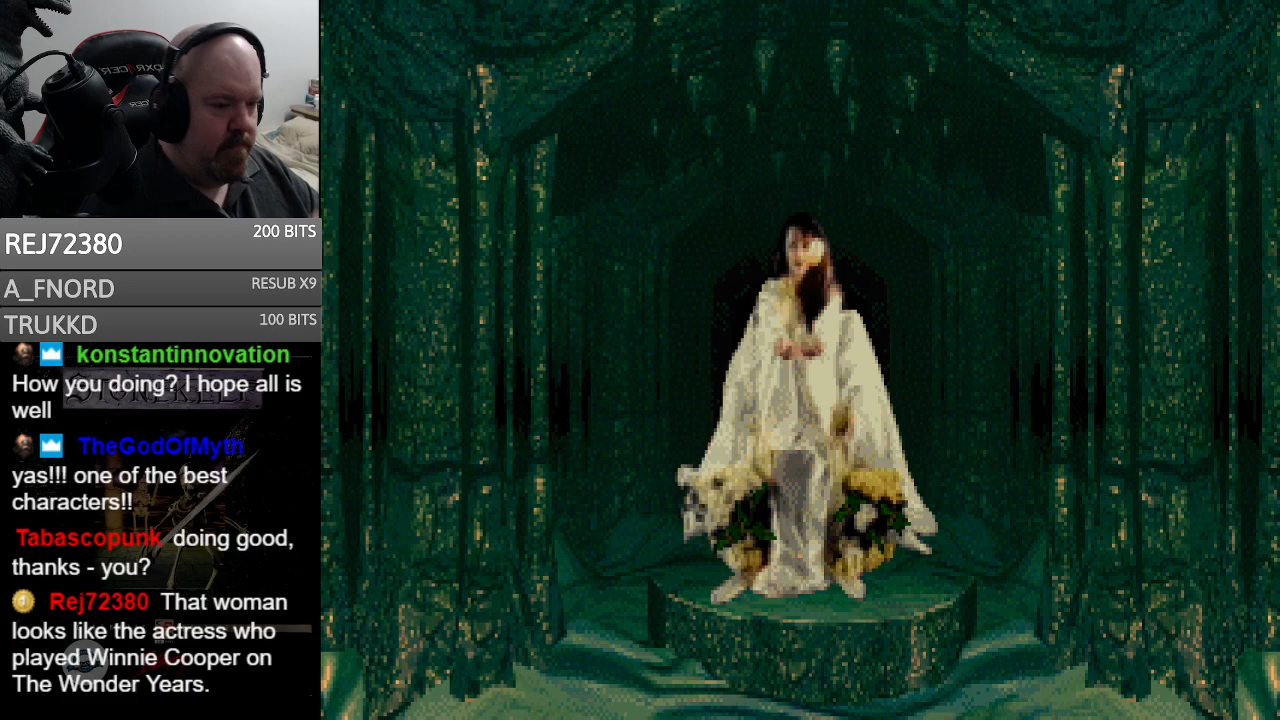 REJ72380
200 BITS
A_FNORD
RESUB X9
TRUKKD
100 BITS
konstantinnovation
How you doing? I hope all is
well
STONEKEEP
TheGodOfMyth
yas!!! one of the best
characters!!
Tabascopunk doing good,
thanks - you?
Rej72380 That woman
looks like the actress who
played Winnie Cooper on
The Wonder Years.